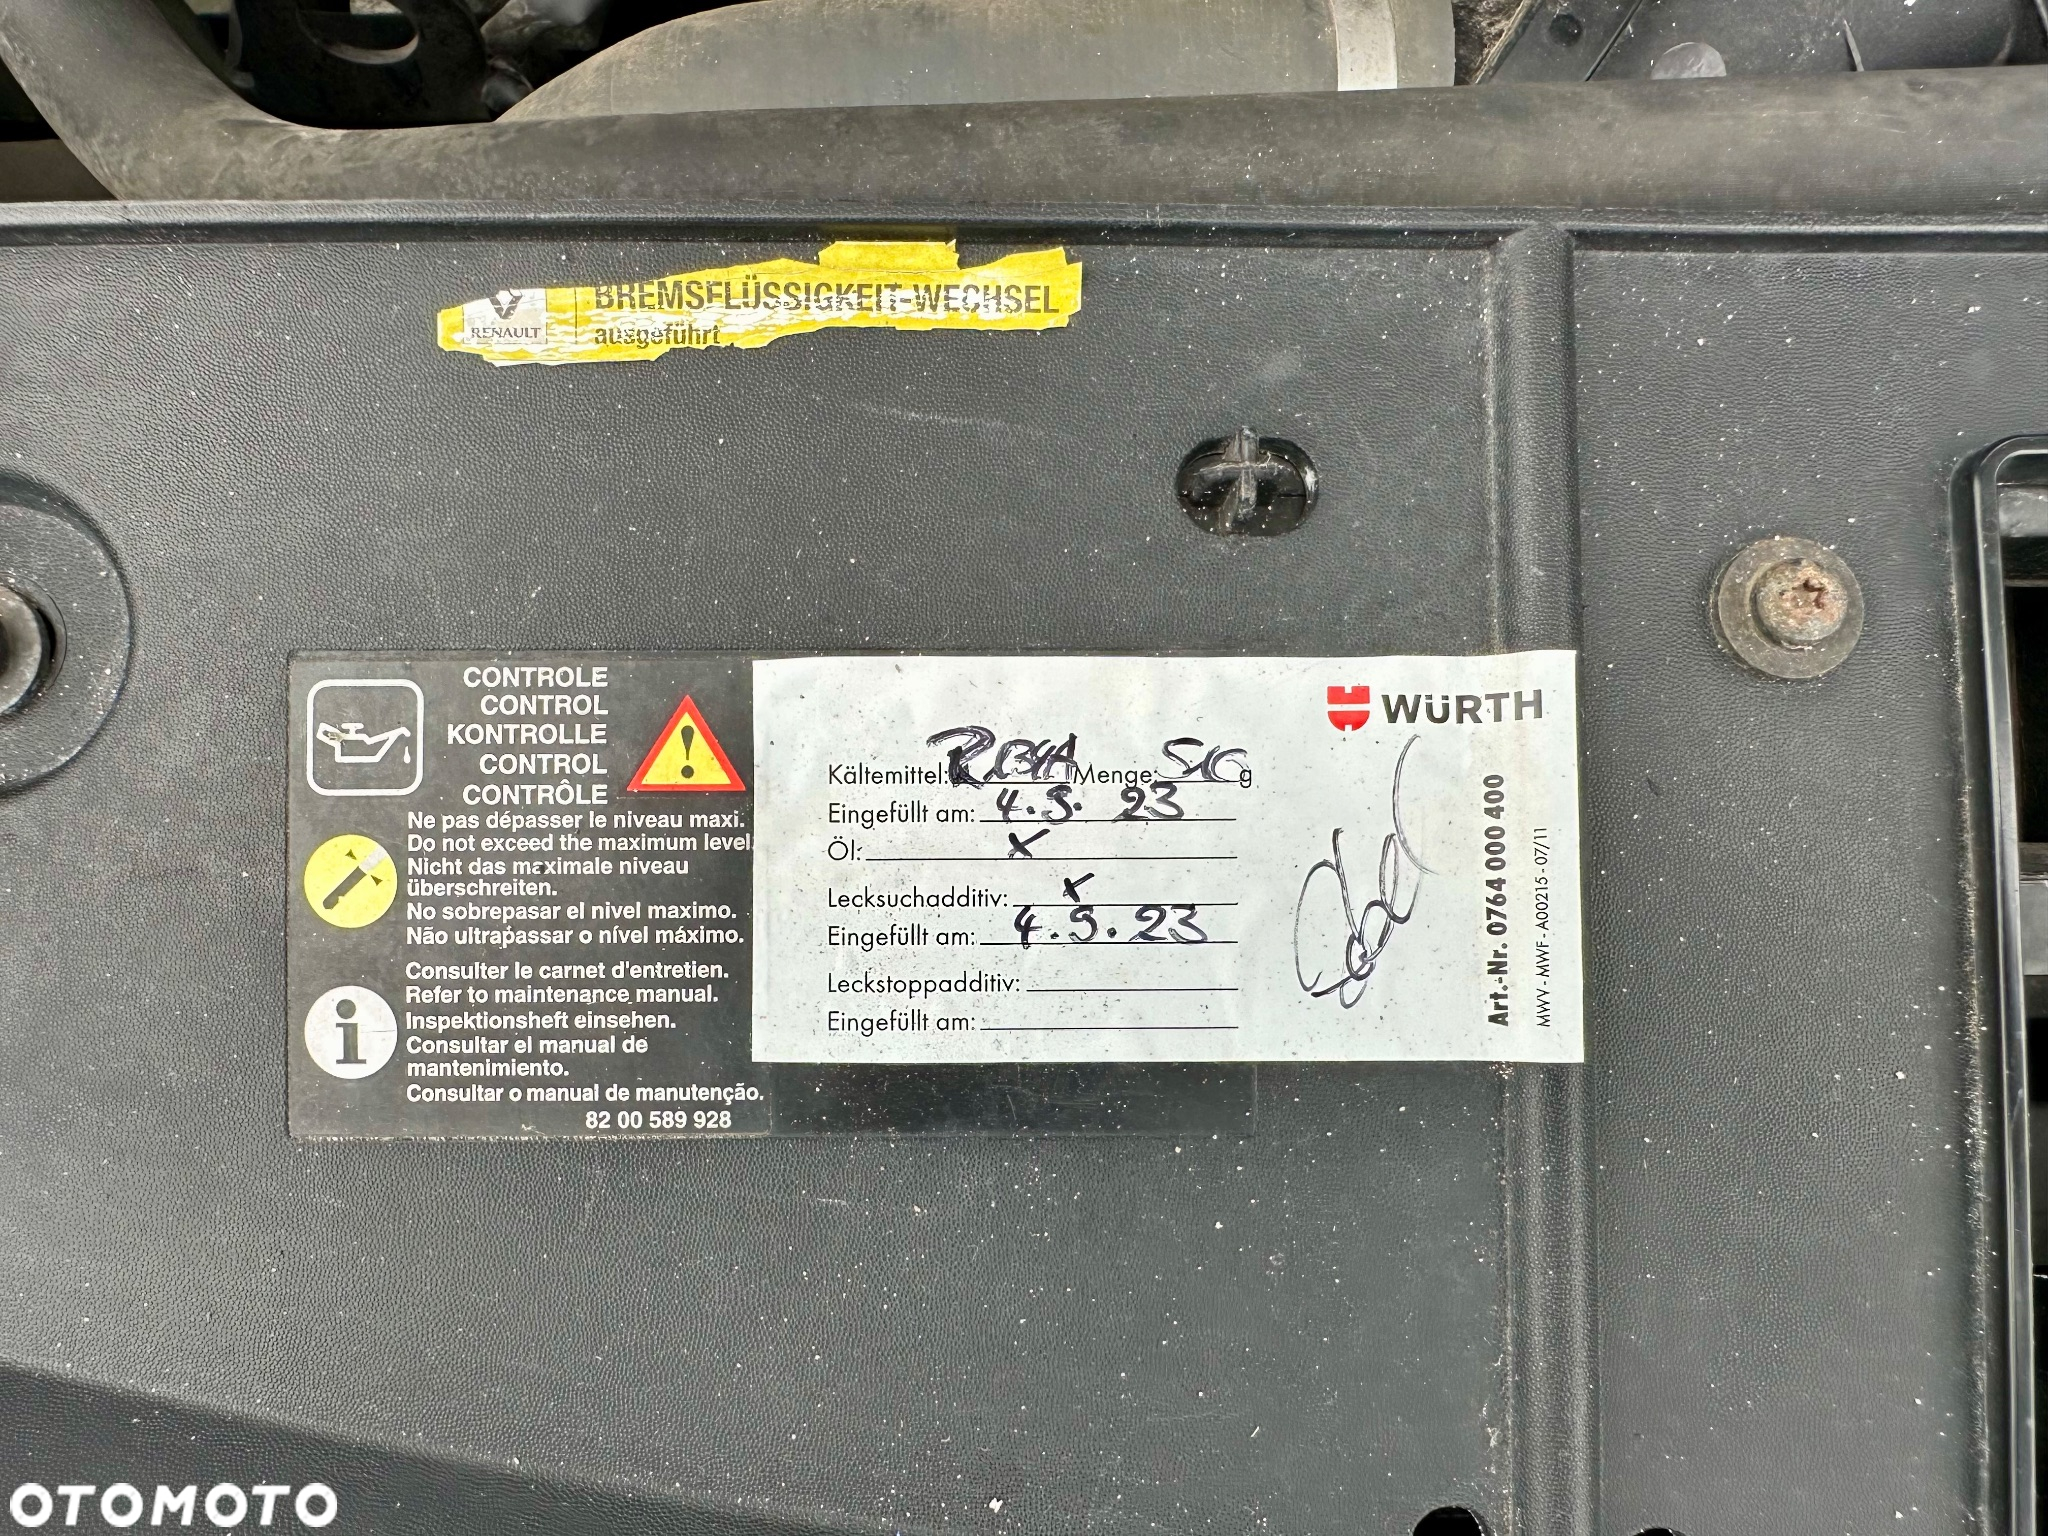 BREMSFLÜSSIGKEIT-WECHSEL
RENAULT
ausgeführt
CONTROLE
CONTROL
KONTROLLE
CONTROL
CONTRÔLE
Ne pas dépasser le niveau maxi.
Do not exceed the maximum level.
Nicht das maximale niveau
überschreiten.
No sobrepasar el nivel maximo.
Não ultrapassar o nível máximo.
Consulter le carnet d'entretien.
Refer to maintenance manual.
Inspektionsheft einsehen.
Consultar el manual de
mantenimiento.
Consultar o manual de manutenção.
82 00 589 928
WÜRTH
Kältemittel: R134A Menge: g
Eingefüllt am: 4.9.23
Öl: x
Lecksuchadditiv: x
Eingefüllt am: 4.9.23
Leckstoppadditiv:
Eingefüllt am:
Art.-Nr. 0764 000 400
MWV - MWF - A00215 - 07/11
OTOMOTO